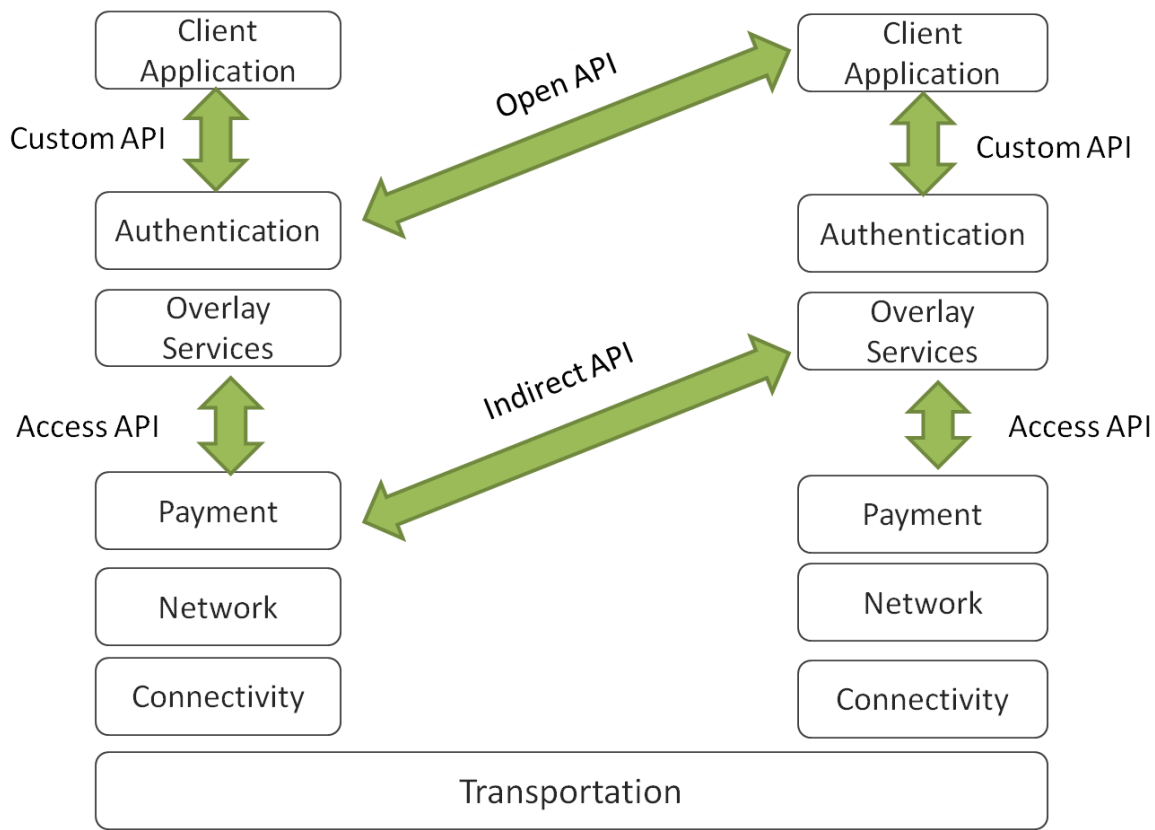 Client
Application
Custom API
Authentication
Overlay
Services
Access API
Payment
Network
Connectivity
Open API
Indirect API
Client
Application
Custom API
Authentication
Overlay
Services
Access API
Payment
Network
Connectivity
Transportation